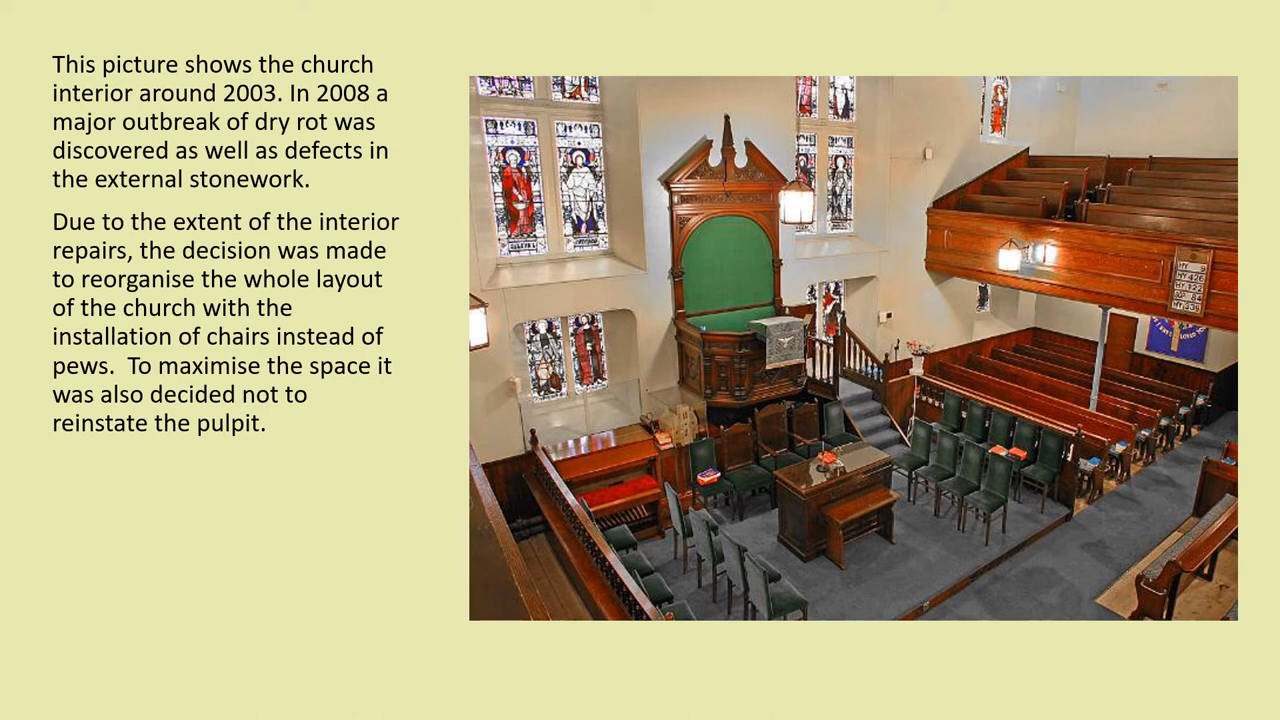 This picture shows the church
interior around 2003. In 2008 a
major outbreak of dry rot was
discovered as well as defects in
the external stonework.
Due to the extent of the interior
repairs, the decision was made
to reorganise the whole layout
of the church with the
installation of chairs instead of
pews.  To maximise the space it
was also decided not to
reinstate the pulpit.